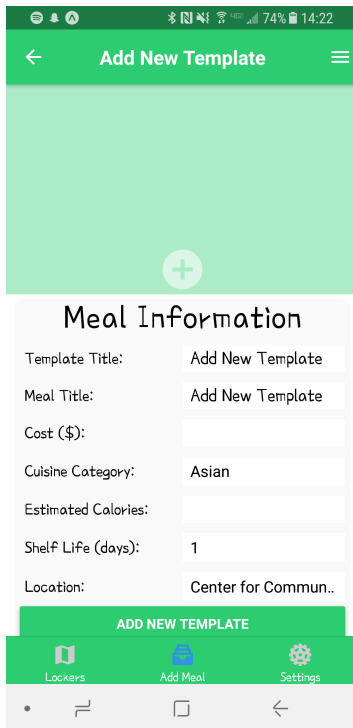 74% 14:22
Add New Template
Meal Information
Template Title: Add New Template
Meal Title: Add New Template
Cost ($):
Cuisine Category: Asian
Estimated Calories:
Shelf Life (days): 1
Location: Center for Commun..
ADD NEW TEMPLATE
Lockers Add Meal Settings